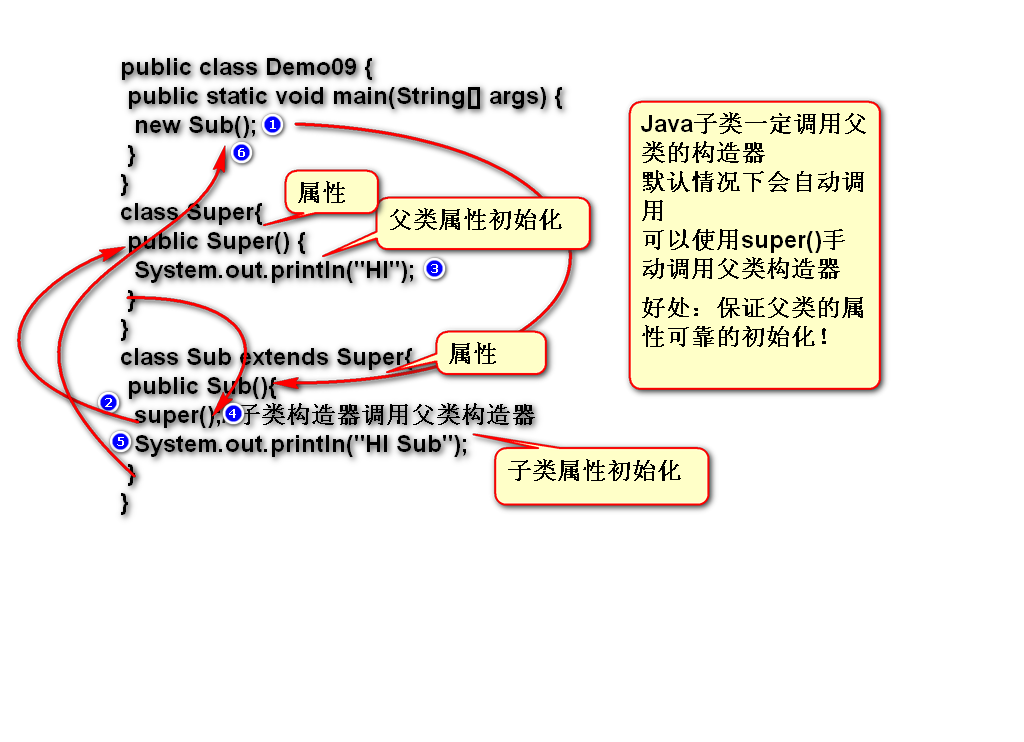 public class Demo09 {
public static void main(String[] args) {
new Sub(); 1
} 6
}
class Super{
属性
public Super() {
父类属性初始化
System.out.println("HI"); 3
}
}
class Sub extends Super{
属性
public Sub(){
2
super(); 4 子类构造器调用父类构造器
5 System.out.println("HI Sub");
}
子类属性初始化
}
Java子类一定调用父
类的构造器
默认情况下会自动调
用
可以使用super()手
动调用父类构造器
好处：保证父类的属
性可靠的初始化！